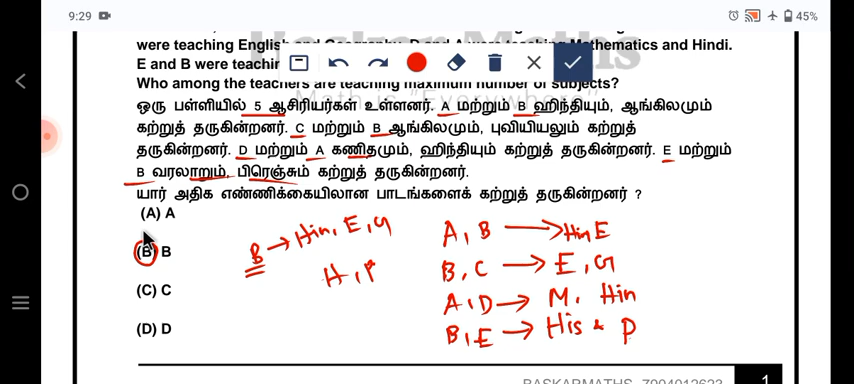 9:29 45%
were teaching English and Geography. D and A were teaching Mathematics and Hindi.
E and B were teachin
Who among the teachers are teaching maximum number of subjects?
ஒரு பள்ளியில் 5 ஆசிரியர்கள் உள்ளனர். A மற்றும் B ஹிந்தியும், ஆங்கிலமும்
கற்றுத் தருகின்றனர். C மற்றும் B ஆங்கிலமும், புவியியலும் கற்றுத்
தருகின்றனர். D மற்றும் A கணிதமும், ஹிந்தியும் கற்றுத் தருகின்றனர். E மற்றும்
B வரலாறும், பிரெஞ்சும் கற்றுத் தருகின்றனர்.
யார் அதிக எண்ணிக்கையிலான பாடங்களைக் கற்றுத் தருகின்றனர் ?
(A) A
(B) B
(C) C
(D) D
B → Hin, E, G
H, P
A, B → Hin E
B, C → E, G
A, D → M, Hin
B, E → His & P
BASKARMATHS 1